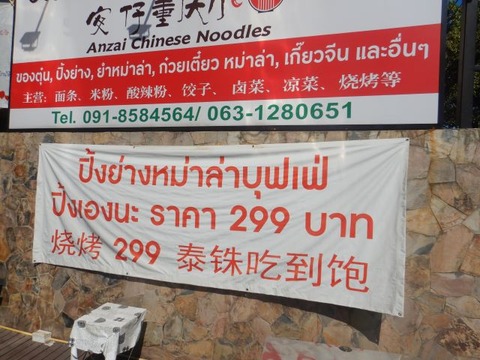 安仔重庆
Anzai Chinese Noodles
ของตุ๋น, ปิ้งย่าง, ยำหม่าล่า, ก๋วยเตี๋ยว หม่าล่า, เกี๊ยวจีน และอื่นๆ
主营：面条、米粉、酸辣粉、饺子、卤菜、凉菜、烧烤等
Tel. 091-8584564/ 063-1280651
ปิ้งย่างหม่าล่าบุฟเฟ่
ปิ้งเองนะ ราคา 299 บาท
烧烤 299 泰铢吃到饱